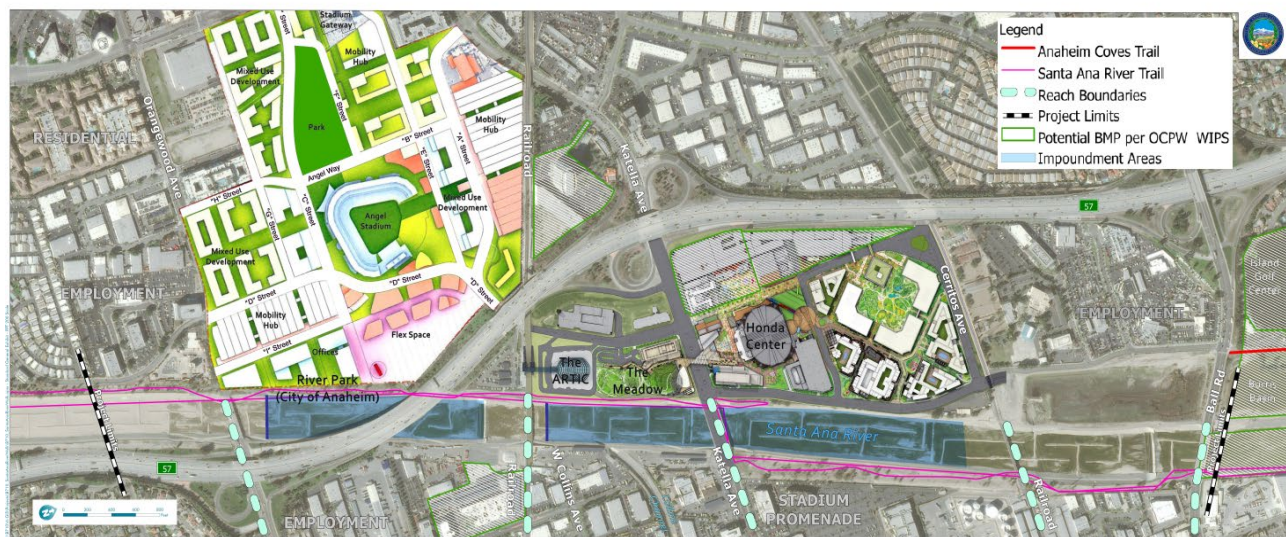 Legend
Anaheim Coves Trail
Santa Ana River Trail
Reach Boundaries
Project Limits
Potential BMP per OCPW WIPS
Impoundment Areas
"F" Street
Stadium
Gateway
Mobility
Hub
Mixed Use
Development
Park
"F" Street
Mobility
Hub
"A" Street
"B" Street
"E" Street
Angel Way
"H" Street
"C" Street
"G" Street
Angel
Stadium
Mixed Use
Development
Mixed Use
Development
"D" Street
"D" Street
"D" Street
Mobility
Hub
"I" Street
Offices
Flex Space
River Park
(City of Anaheim)
RESIDENTIAL
Orangewood Ave
EMPLOYMENT
Railroad
Katella Ave
57
Honda
Center
The
ARTIC
The
Meadow
Cerritos Ave
EMPLOYMENT
Ball Rd
Island
Golf
Center
Burris
Basin
Santa Ana River
Project Limits
Project Limits
57
EMPLOYMENT
Railroad
W Collins Ave
Katella Ave
STADIUM
PROMENADE
Railroad